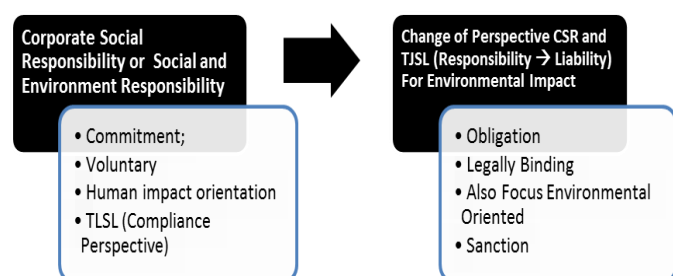 Corporate Social
Responsibility or Social and
Environment Responsibility
• Commitment;
• Voluntary
• Human impact orientation
• TLSL (Compliance
Perspective)
Change of Perspective CSR and
TJSL (Responsibility → Liability)
For Environmental Impact
• Obligation
• Legally Binding
• Also Focus Environmental
Oriented
• Sanction